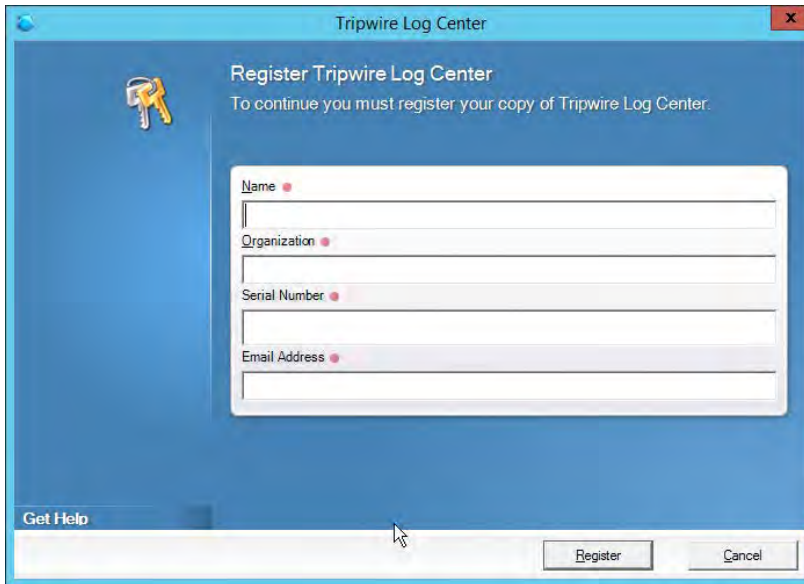 Tripwire Log Center
x
Register Tripwire Log Center
To continue you must register your copy of Tripwire Log Center.
Name
Organization
Serial Number
Email Address
Get Help
Register
Cancel